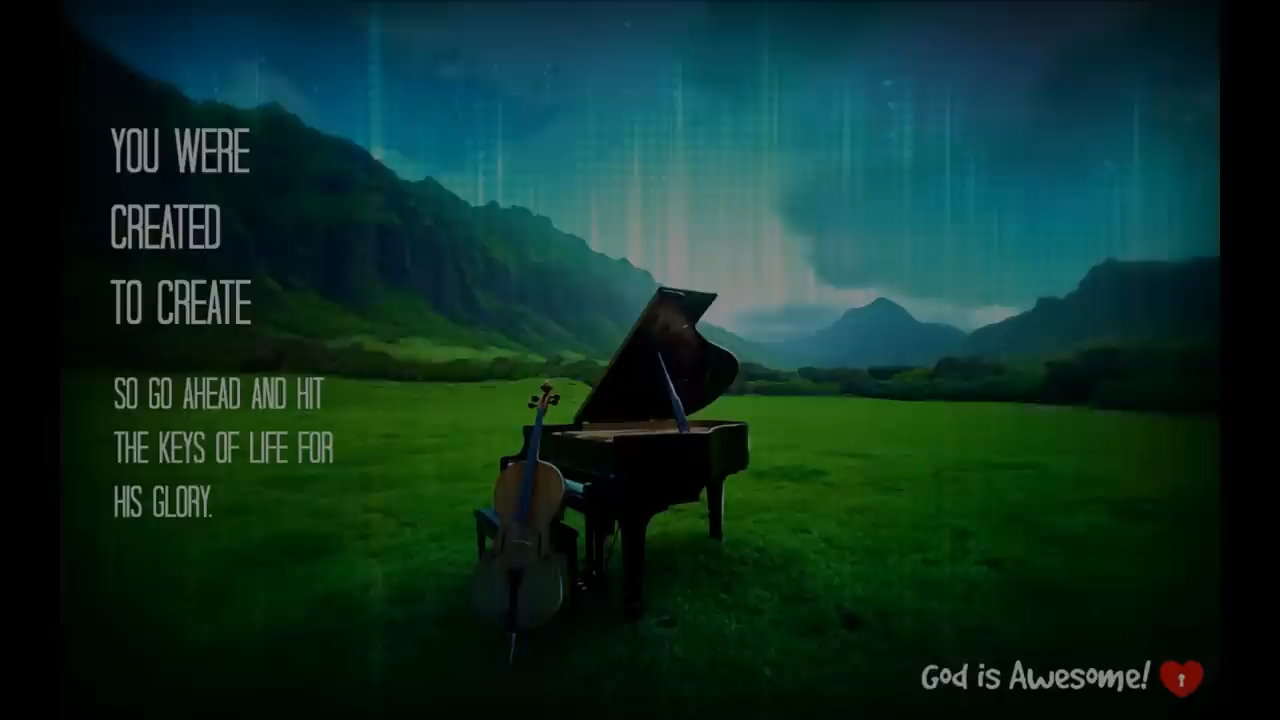 YOU WERE
CREATED
TO CREATE
SO GO AHEAD AND HIT
THE KEYS OF LIFE FOR
HIS GLORY.
God is Awesome!